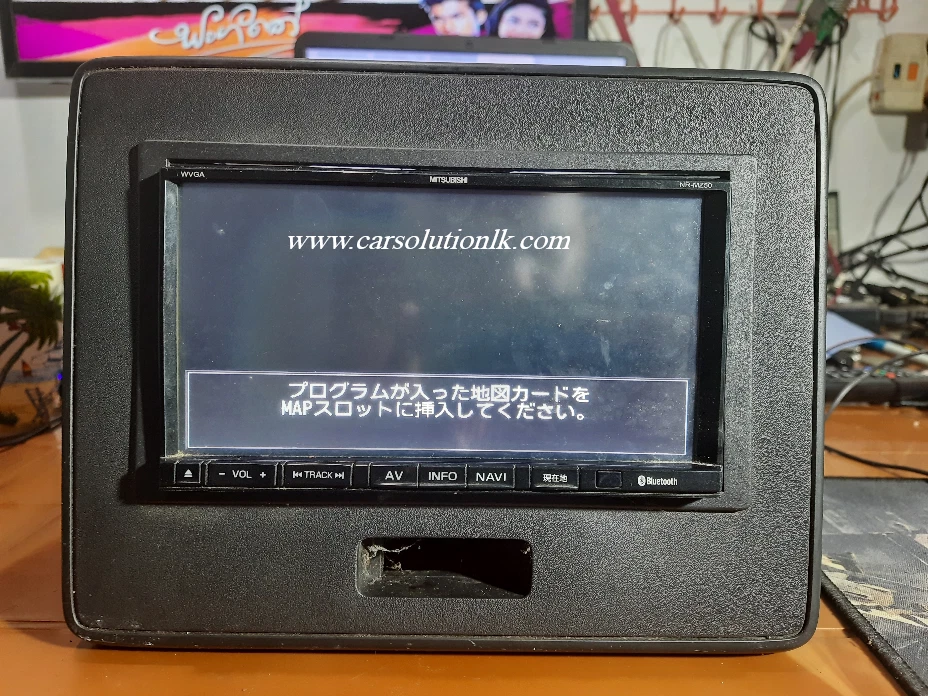 WVGA
MITSUBISHI
NR-MZ60
www.carsolutionlk.com
プログラムが入った地図カードを
MAPスロットに挿入してください。
− VOL +
TRACK
AV
INFO
NAVI
現在地
Bluetooth